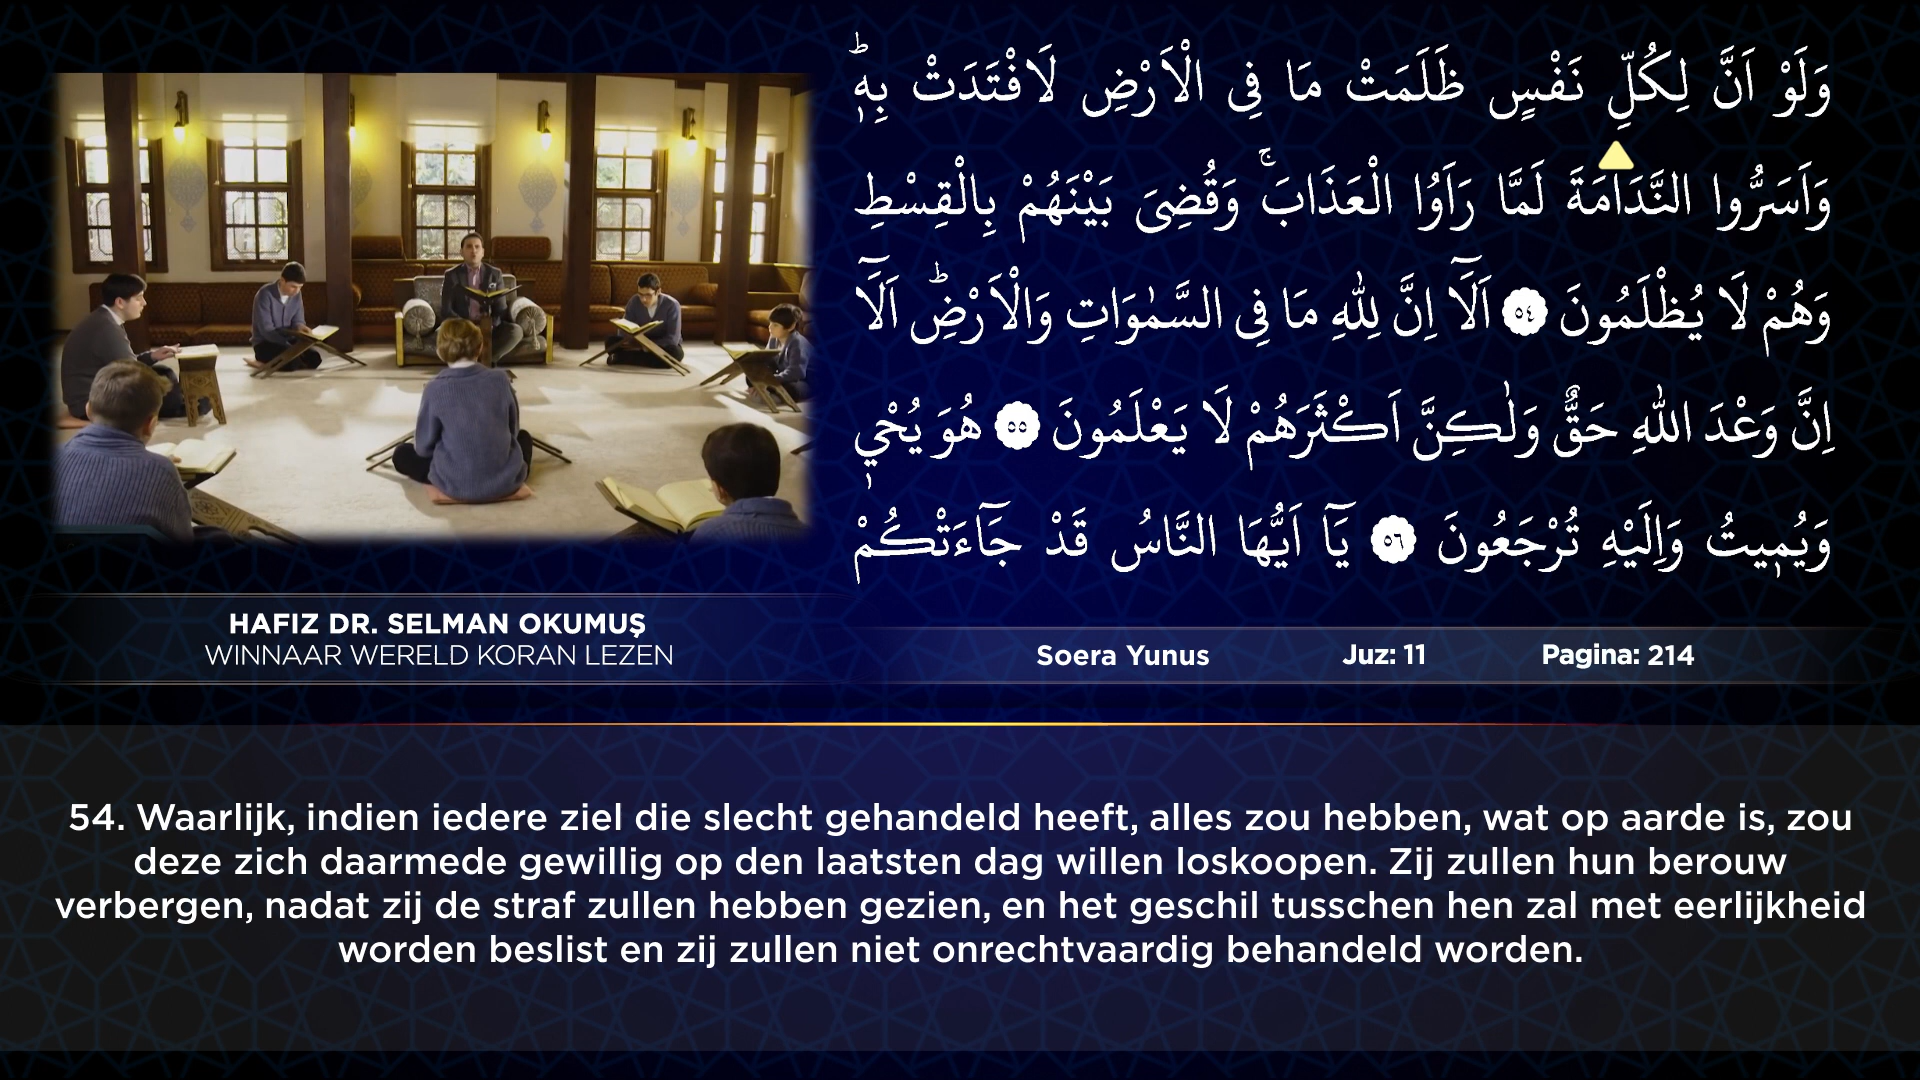 وَلَوْ اَنَّ لِكُلِّ نَفْسٍ ظَلَمَتْ مَا فِى الْاَرْضِ لَافْتَدَتْ بِهٖؕ
وَاَسَرُّوا النَّدَامَةَ لَمَّا رَاَوُا الْعَذَابَۚ وَقُضِىَ بَيْنَهُمْ بِالْقِسْطِ
وَهُمْ لَا يُظْلَمُونَ ﴿٥٤﴾ اَلَٓا اِنَّ لِلّٰهِ مَا فِى السَّمٰوَاتِ وَالْاَرْضِؕ اَلَٓا
اِنَّ وَعْدَ اللّٰهِ حَقٌّ وَلٰكِنَّ اَكْثَرَهُمْ لَا يَعْلَمُونَ ﴿٥٥﴾ هُوَ يُحْيٖ
وَيُمٖيتُ وَاِلَيْهِ تُرْجَعُونَ ﴿٥٦﴾ يَٓا اَيُّهَا النَّاسُ قَدْ جَٓاءَتْكُمْ
HAFIZ DR. SELMAN OKUMUŞ
WINNAAR WERELD KORAN LEZEN
Soera Yunus Juz: 11 Pagina: 214
54. Waarlijk, indien iedere ziel die slecht gehandeld heeft, alles zou hebben, wat op aarde is, zou
deze zich daarmede gewillig op den laatsten dag willen loskoopen. Zij zullen hun berouw
verbergen, nadat zij de straf zullen hebben gezien, en het geschil tusschen hen zal met eerlijkheid
worden beslist en zij zullen niet onrechtvaardig behandeld worden.